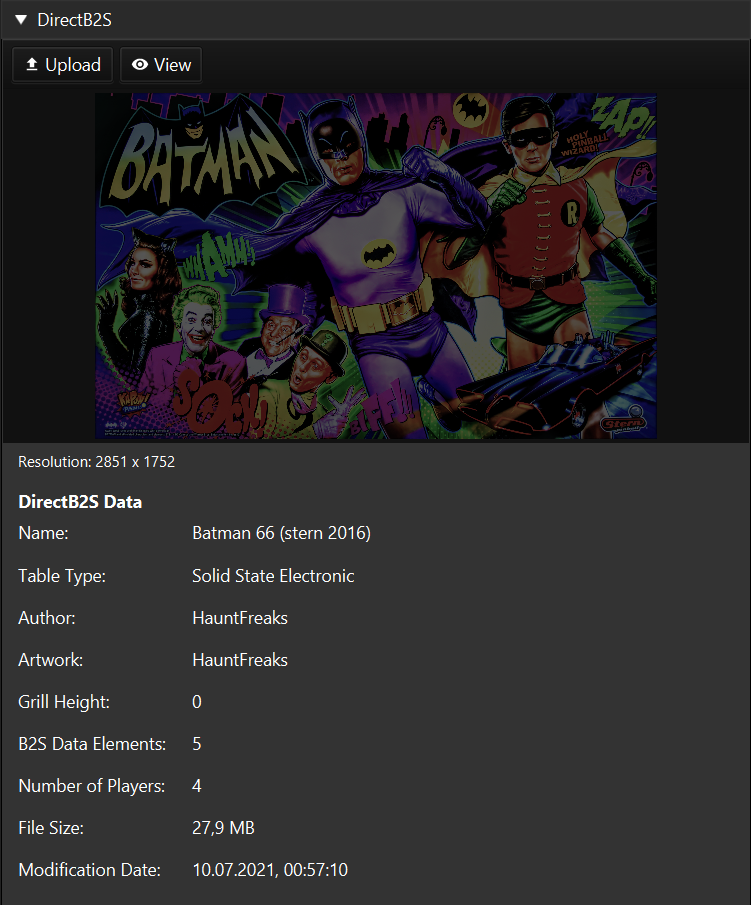 DirectB2S
Upload View
BATMAN
ZAP!!
HOLY
PINBALL
WIZARD!
R
WHAMM!!
KAPOW!
SOCK!
BIFF!!
Stern
Resolution: 2851 x 1752
DirectB2S Data
Name: Batman 66 (stern 2016)
Table Type: Solid State Electronic
Author: HauntFreaks
Artwork: HauntFreaks
Grill Height: 0
B2S Data Elements: 5
Number of Players: 4
File Size: 27,9 MB
Modification Date: 10.07.2021, 00:57:10